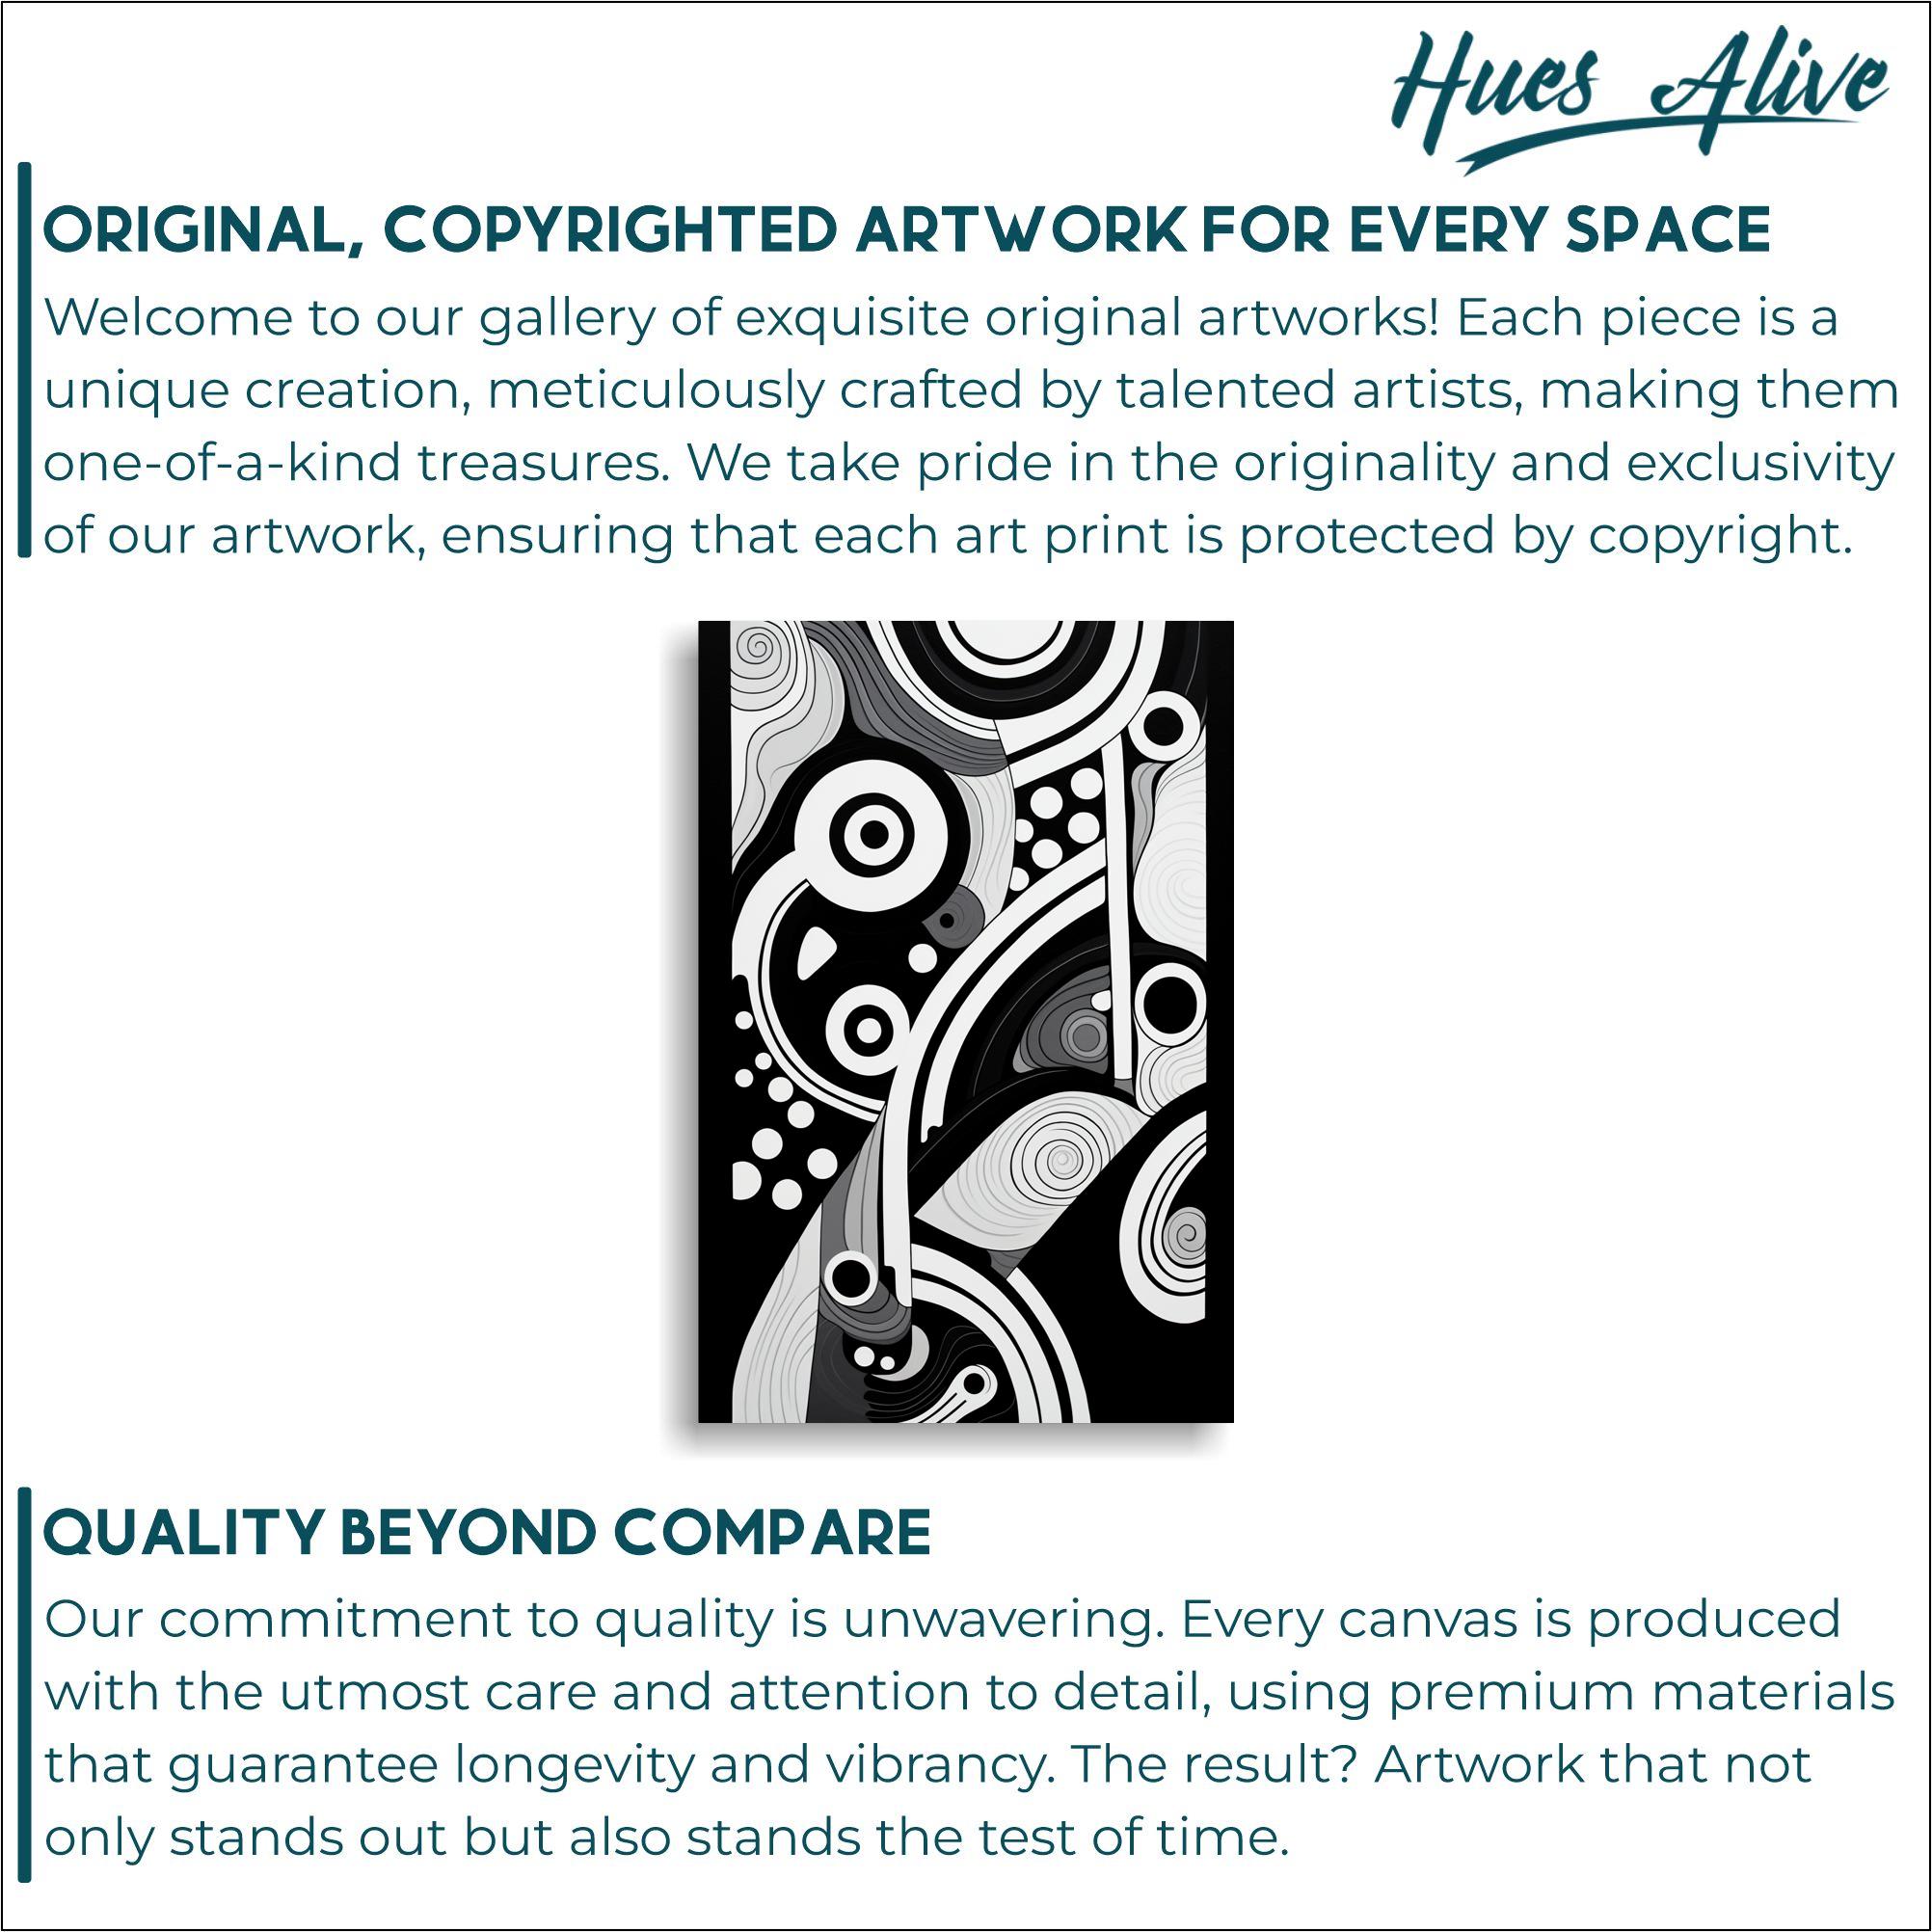 Hues Alive
ORIGINAL, COPYRIGHTED ARTWORK FOR EVERY SPACE
Welcome to our gallery of exquisite original artworks! Each piece is a
unique creation, meticulously crafted by talented artists, making them
one-of-a-kind treasures. We take pride in the originality and exclusivity
of our artwork, ensuring that each art print is protected by copyright.
QUALITY BEYOND COMPARE
Our commitment to quality is unwavering. Every canvas is produced
with the utmost care and attention to detail, using premium materials
that guarantee longevity and vibrancy. The result? Artwork that not
only stands out but also stands the test of time.